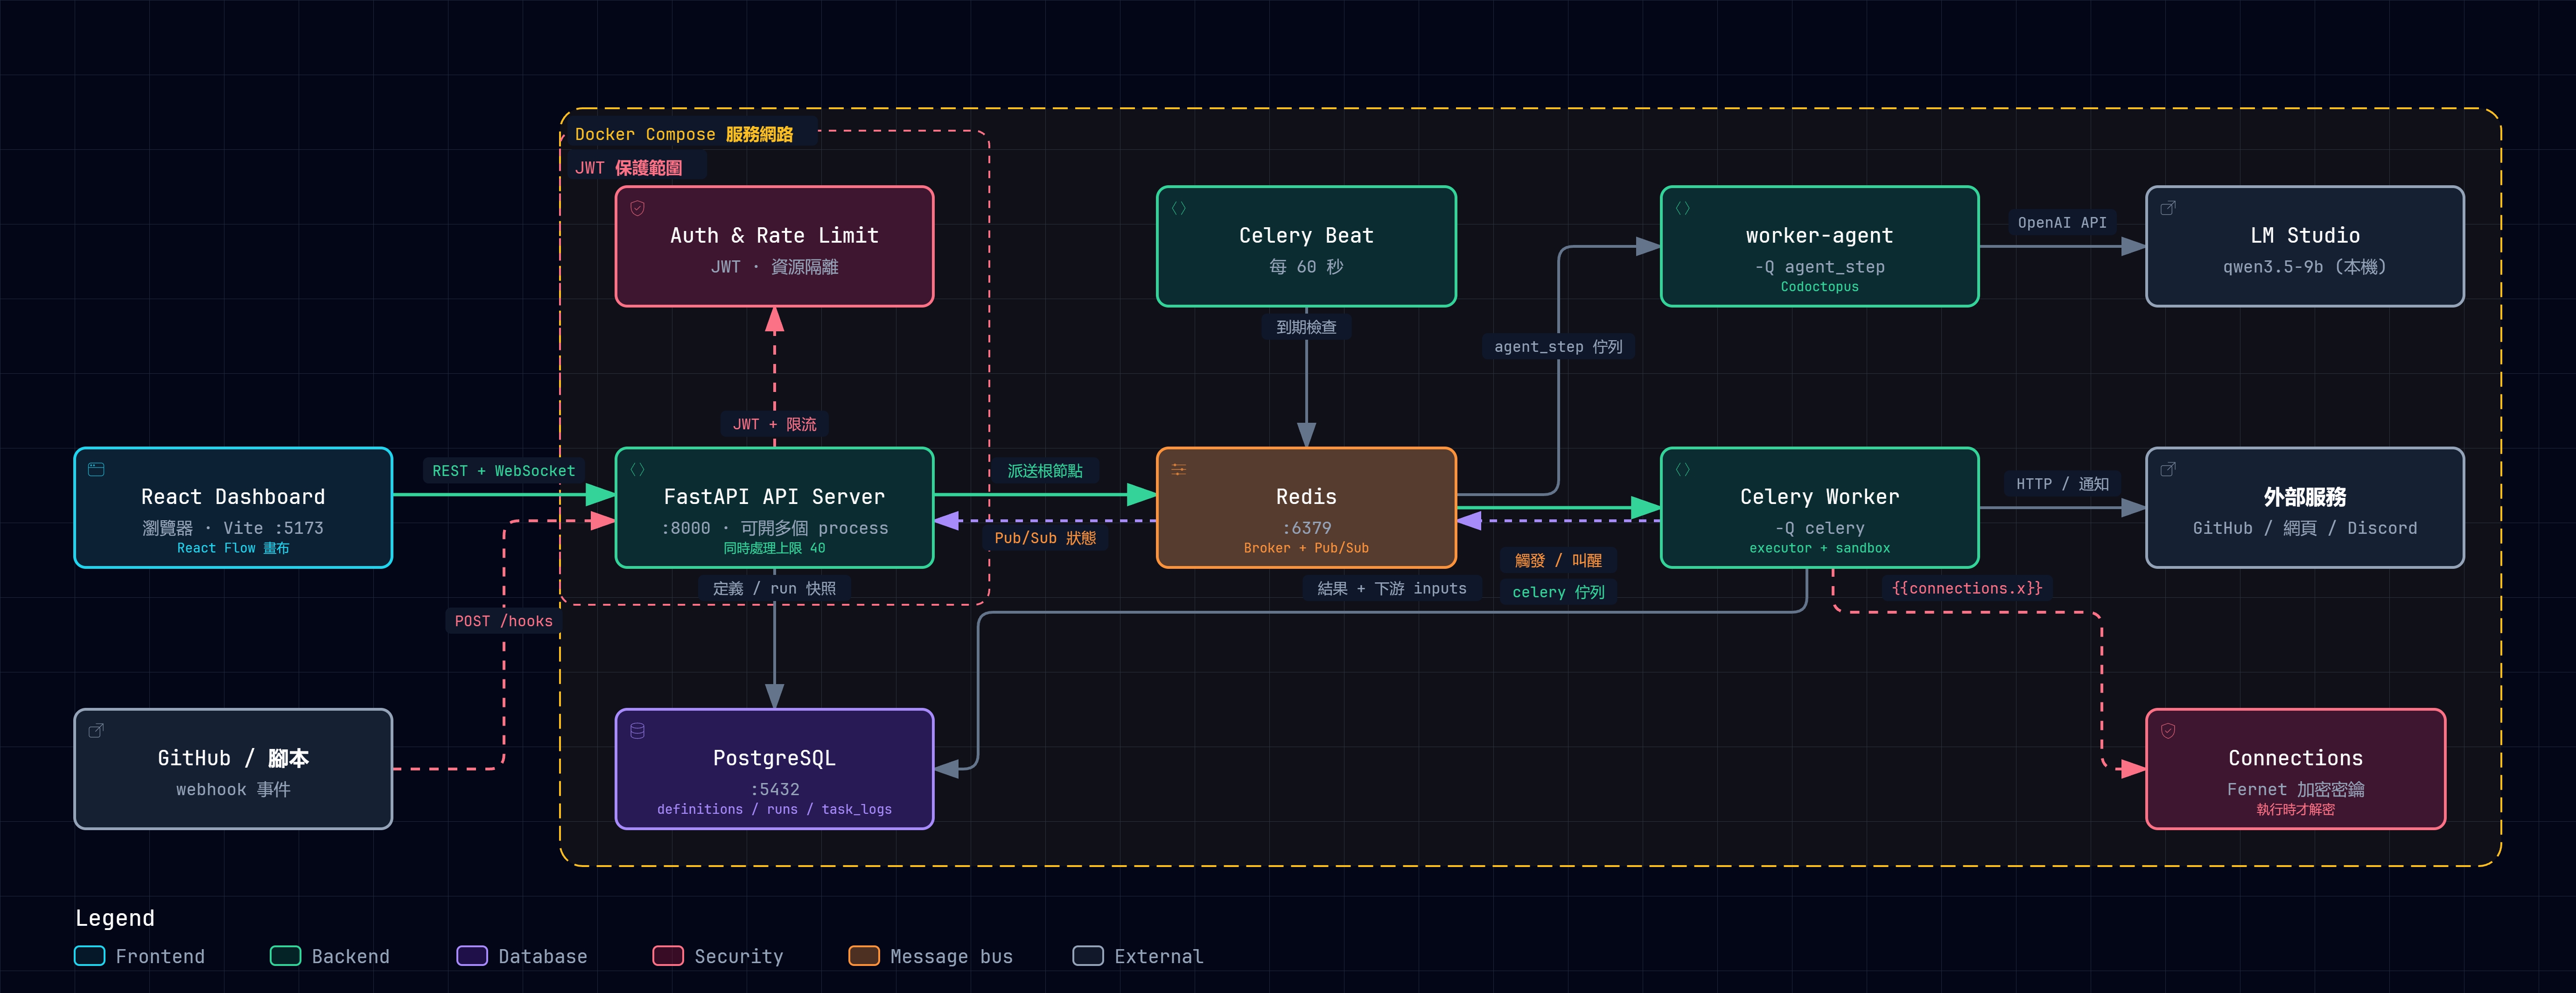 Docker Compose 服務網路
JWT 保護範圍
Auth & Rate Limit
JWT · 資源隔離
Celery Beat
每 60 秒
worker-agent
-Q agent_step
Codoctopus
OpenAI API
LM Studio
qwen3.5-9b (本機)
到期檢查
agent_step 佇列
JWT + 限流
React Dashboard
瀏覽器 · Vite :5173
React Flow 畫布
REST + WebSocket
FastAPI API Server
:8000 · 可開多個 process
同時處理上限 40
派送根節點
Pub/Sub 狀態
Redis
:6379
Broker + Pub/Sub
觸發 / 叫醒
celery 佇列
Celery Worker
-Q celery
executor + sandbox
HTTP / 通知
外部服務
GitHub / 網頁 / Discord
定義 / run 快照
結果 + 下游 inputs
{{connections.x}}
POST /hooks
GitHub / 腳本
webhook 事件
PostgreSQL
:5432
definitions / runs / task_logs
Connections
Fernet 加密密鑰
執行時才解密
Legend
Frontend
Backend
Database
Security
Message bus
External